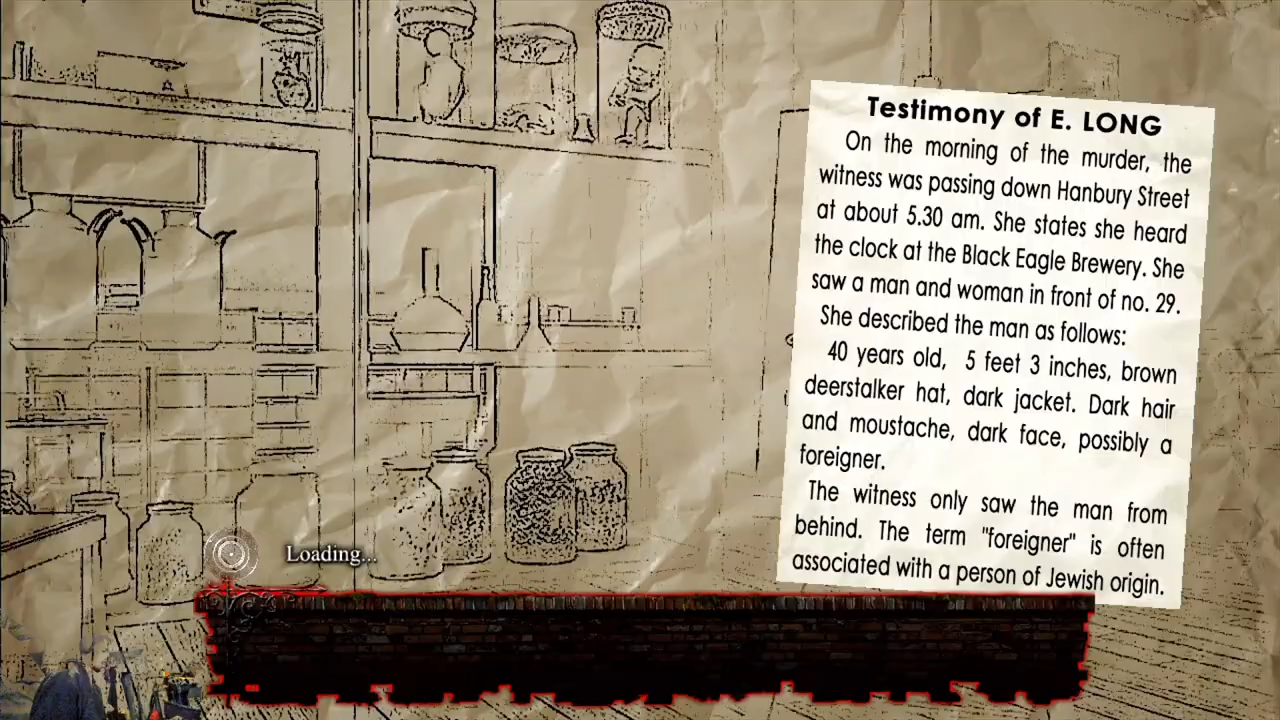 Testimony of E. LONG
On the morning of the murder, the
witness was passing down Hanbury Street
at about 5.30 am. She states she heard
the clock at the Black Eagle Brewery. She
saw a man and woman in front of no. 29.
She described the man as follows:
40 years old, 5 feet 3 inches, brown
deerstalker hat, dark jacket. Dark hair
and moustache, dark face, possibly a
foreigner.
The witness only saw the man from
behind. The term "foreigner" is often
associated with a person of Jewish origin.
Loading...